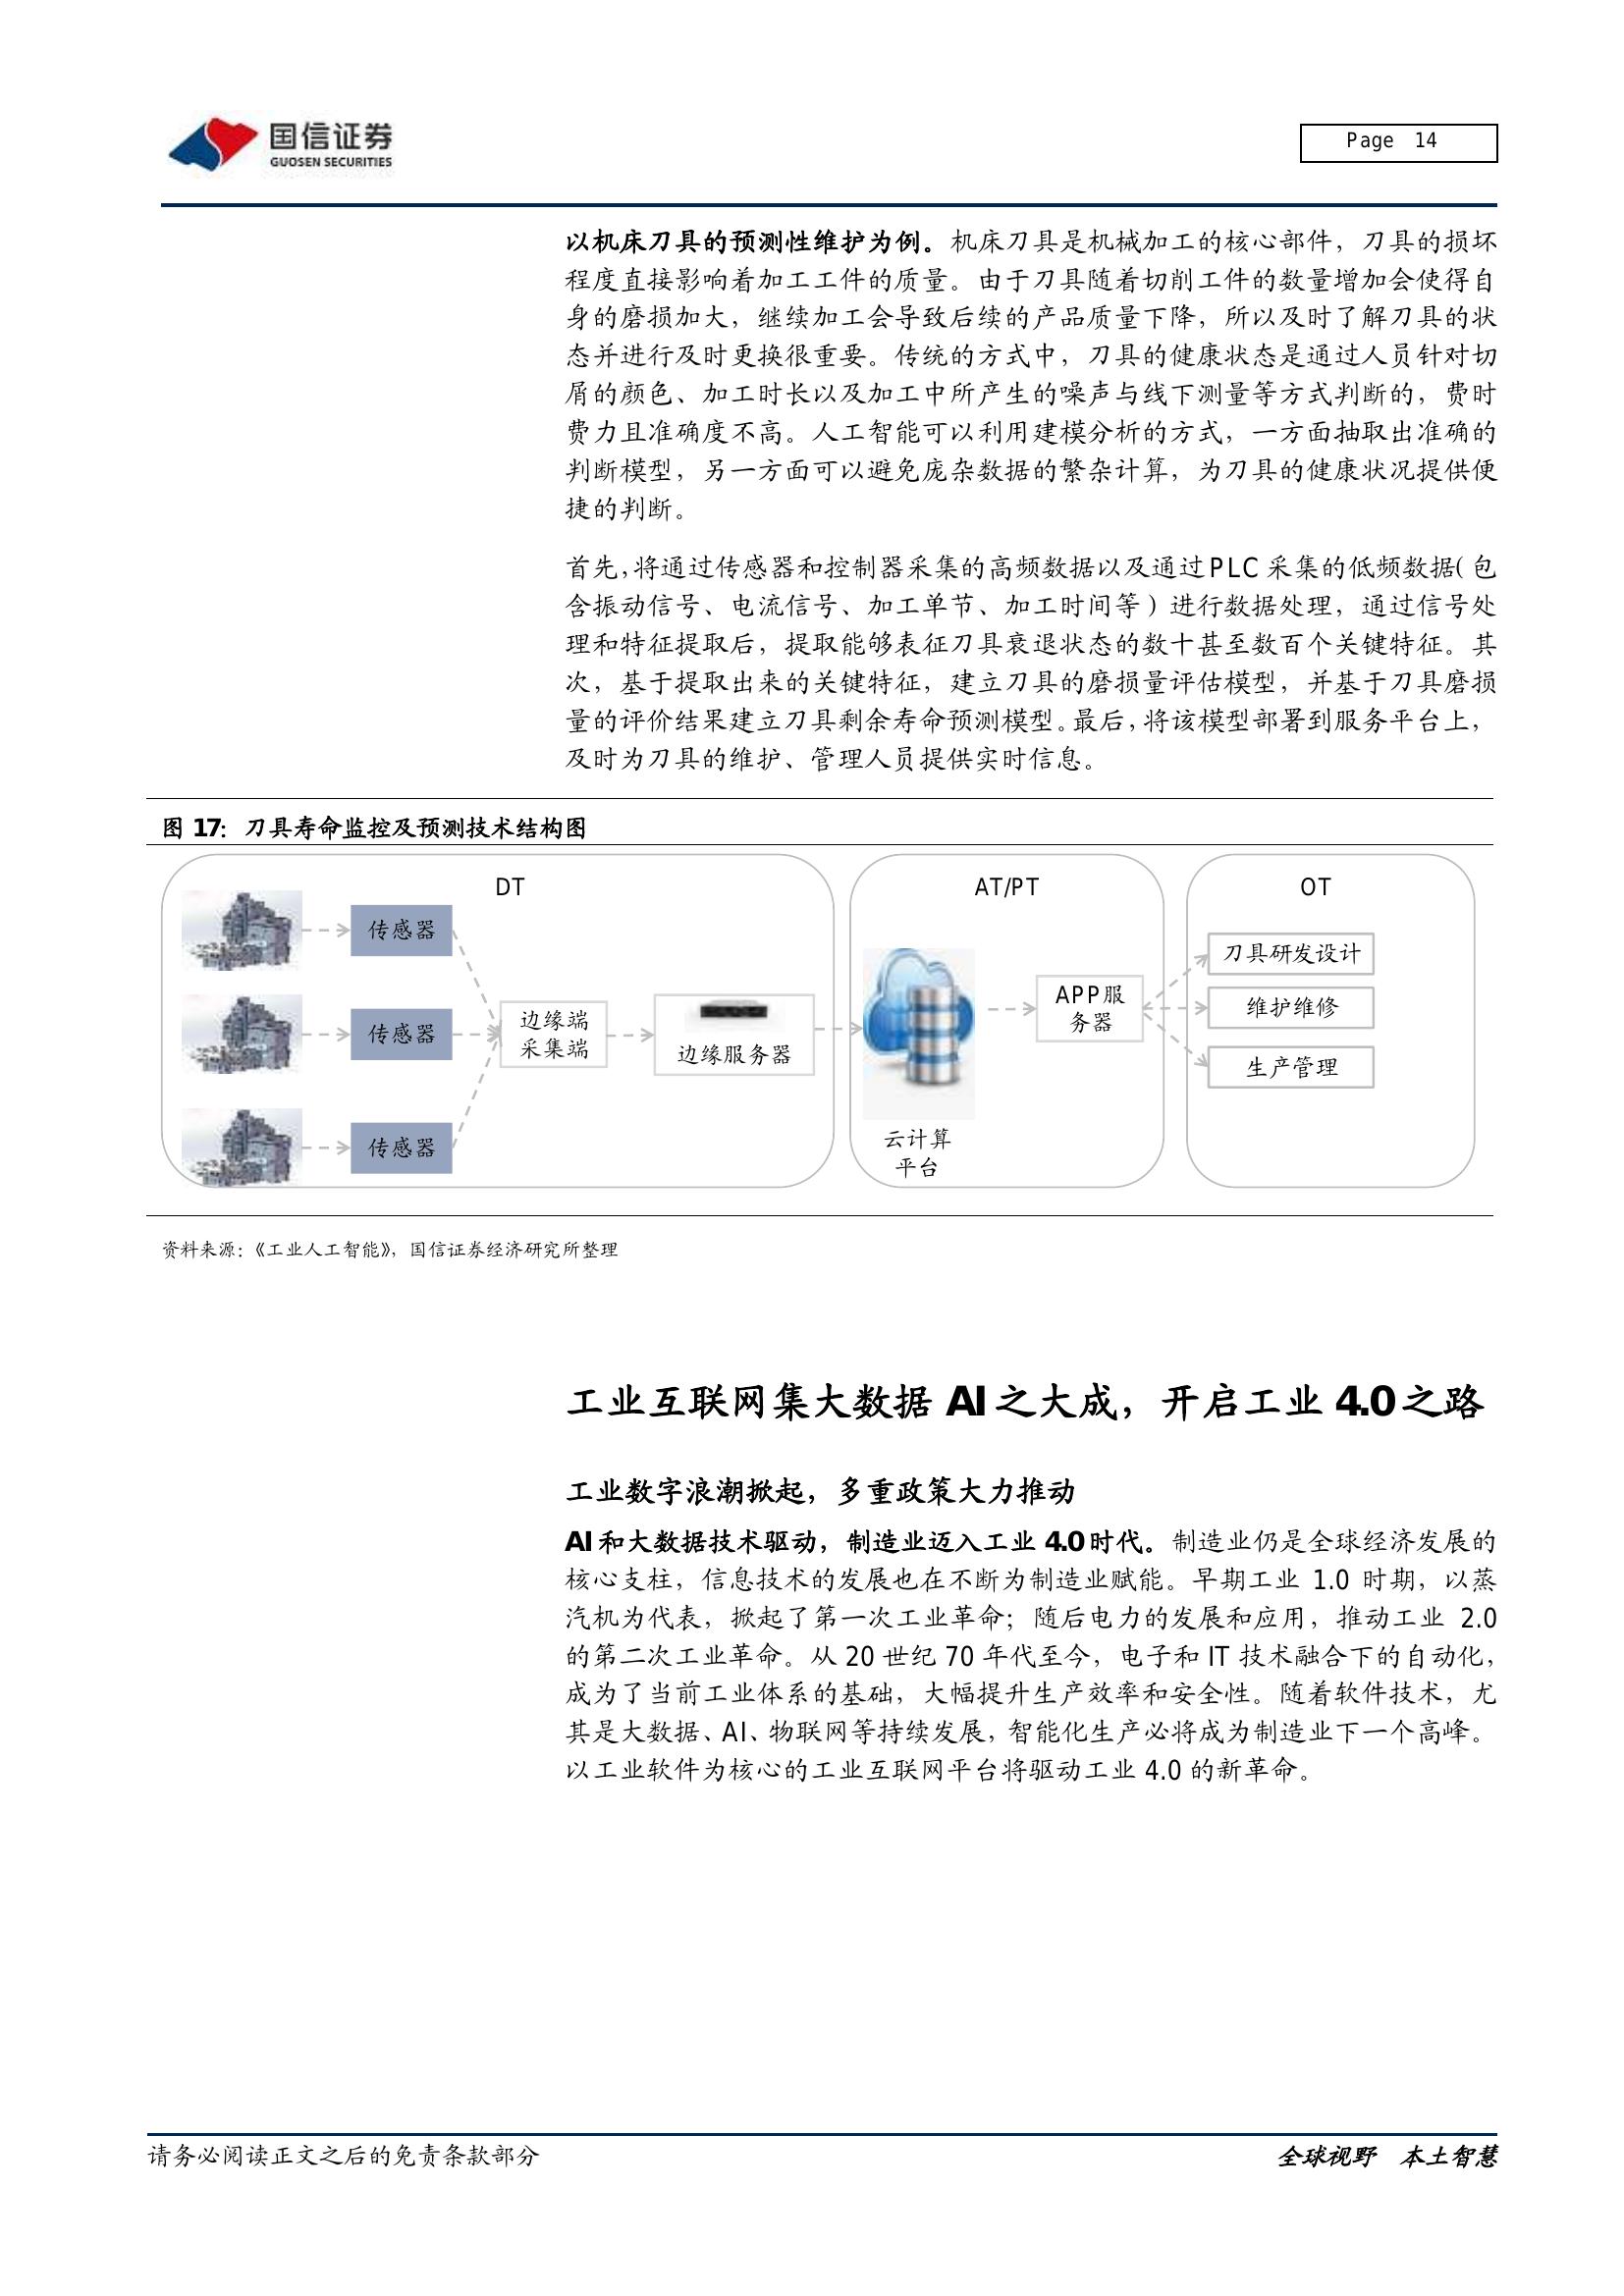 国信证券
GUOSEN SECURITIES
Page 14
以机床刀具的预测性维护为例。机床刀具是机械加工的核心部件，刀具的损坏
程度直接影响着加工工件的质量。由于刀具随着切削工件的数量增加会使得自
身的磨损加大，继续加工会导致后续的产品质量下降，所以及时了解刀具的状
态并进行及时更换很重要。传统的方式中，刀具的健康状态是通过人员针对切
屑的颜色、加工时长以及加工中所产生的噪声与线下测量等方式判断的，费时
费力且准确度不高。人工智能可以利用建模分析的方式，一方面抽取出准确的
判断模型，另一方面可以避免庞杂数据的繁杂计算，为刀具的健康状况提供便
捷的判断。
首先，将通过传感器和控制器采集的高频数据以及通过PLC 采集的低频数据（包
含振动信号、电流信号、加工单节、加工时间等）进行数据处理，通过信号处
理和特征提取后，提取能够表征刀具衰退状态的数十甚至数百个关键特征。其
次，基于提取出来的关键特征，建立刀具的磨损量评估模型，并基于刀具磨损
量的评价结果建立刀具剩余寿命预测模型。最后，将该模型部署到服务平台上，
及时为刀具的维护、管理人员提供实时信息。
图 17：刀具寿命监控及预测技术结构图
DT
传感器
传感器
传感器
边缘端
采集端
边缘服务器
AT/PT
云计算
平台
APP服
务器
OT
刀具研发设计
维护维修
生产管理
资料来源：《工业人工智能》，国信证券经济研究所整理
工业互联网集大数据 AI 之大成，开启工业 4.0 之路
工业数字浪潮掀起，多重政策大力推动
AI 和大数据技术驱动，制造业迈入工业 4.0 时代。制造业仍是全球经济发展的
核心支柱，信息技术的发展也在不断为制造业赋能。早期工业 1.0 时期，以蒸
汽机为代表，掀起了第一次工业革命；随后电力的发展和应用，推动工业 2.0
的第二次工业革命。从 20 世纪 70 年代至今，电子和 IT 技术融合下的自动化，
成为了当前工业体系的基础，大幅提升生产效率和安全性。随着软件技术，尤
其是大数据、AI、物联网等持续发展，智能化生产必将成为制造业下一个高峰。
以工业软件为核心的工业互联网平台将驱动工业 4.0 的新革命。
请务必阅读正文之后的免责条款部分
全球视野 本土智慧